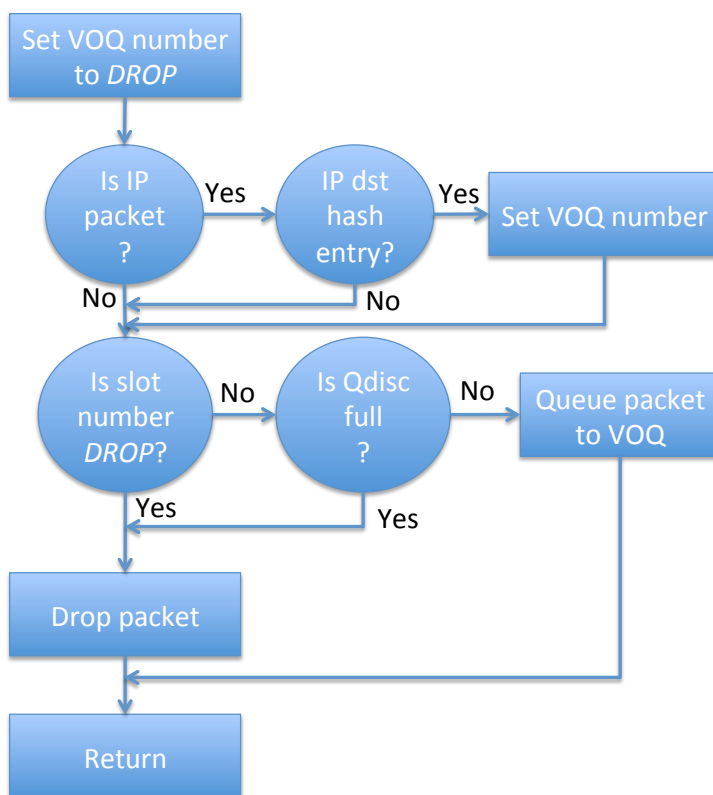 Set VOQ number
to DROP
Is IP
packet
?
Yes
IP dst
hash
entry?
Yes
Set VOQ number
No
No
Is slot
number
DROP?
No
Is Qdisc
full
?
No
Queue packet
to VOQ
Yes
Yes
Drop packet
Return